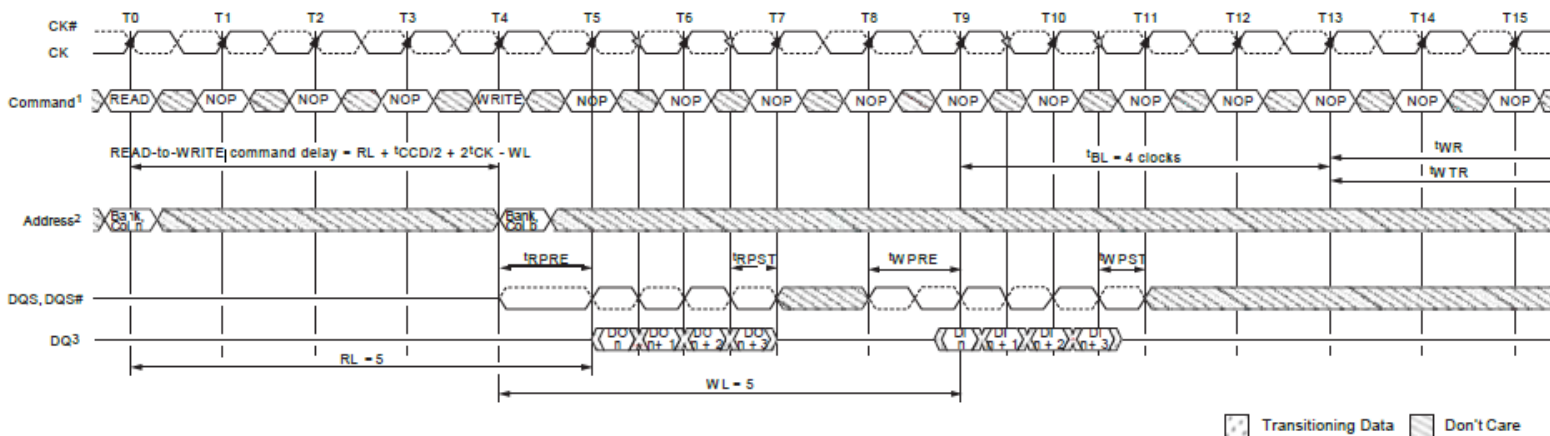 T0 T1 T2 T3 T4 T5 T6 T7 T8 T9 T10 T11 T12 T13 T14 T15
CK#
CK
Command1 READ NOP NOP NOP WRITE NOP NOP NOP NOP NOP NOP NOP NOP NOP NOP NOP
READ-to-WRITE command delay = RL + tCCD/2 + 2tCK - WL
tBL = 4 clocks
tWR
tWTR
Address2 Bank, Col n Bank, Col b
tRPRE tRPST tWPRE tWPST
DQS, DQS#
DQ3 DO n DO n + 1 DO n + 2 DO n + 3 DI n DI n + 1 DI n + 2 DI n + 3
RL = 5
WL = 5
Transitioning Data Don't Care